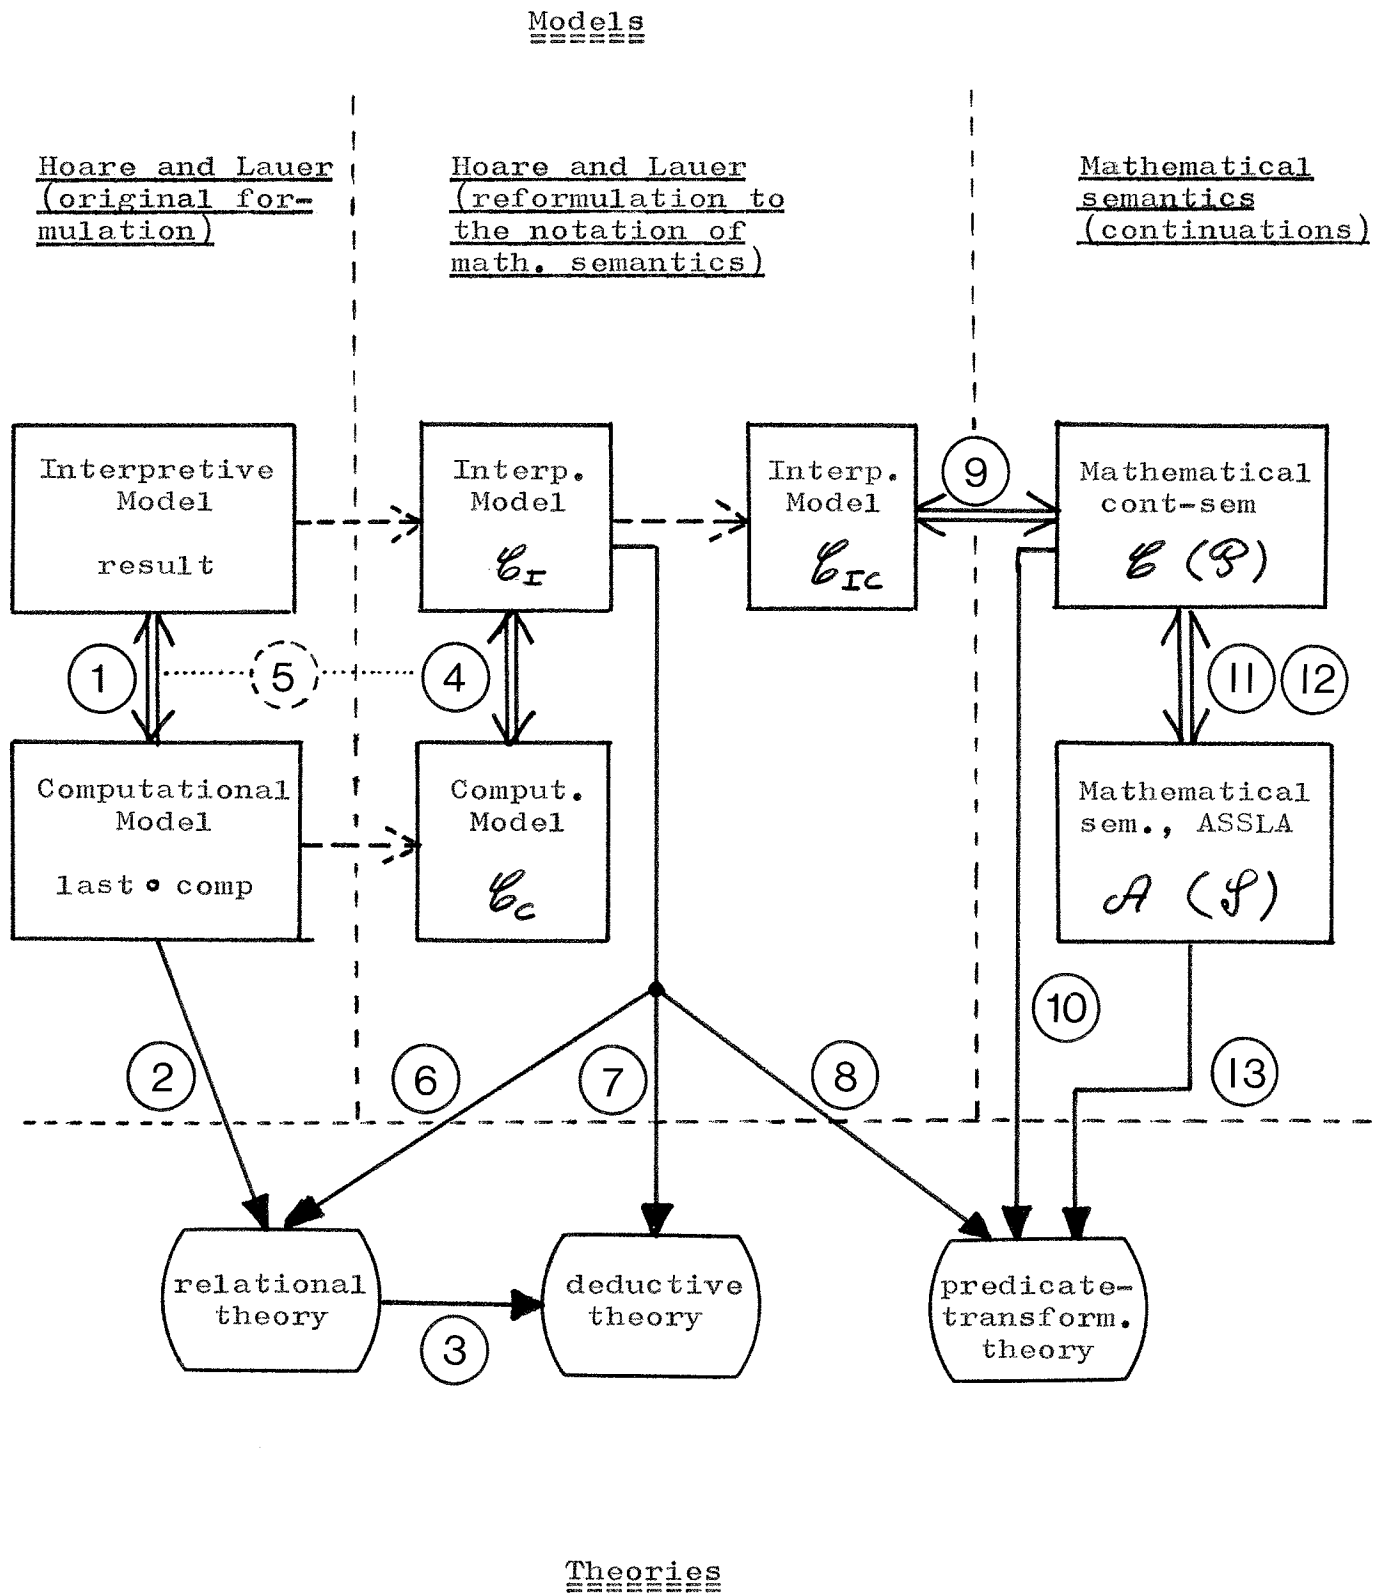 Models
Hoare and Lauer
(original for-
mulation)
Hoare and Lauer
(reformulation to
the notation of
math. semantics)
Mathematical
semantics
(continuations)
Interpretive
Model
result
Interp.
Model
𝒞I
Interp.
Model
𝒞IC
9
Mathematical
cont-sem
𝒞 (𝒫)
1
5
4
11
12
Computational
Model
last ∘ comp
Comput.
Model
𝒞C
Mathematical
sem., ASSLA
𝒜 (𝒮)
10
2
6
7
8
13
relational
theory
3
deductive
theory
predicate-
transform.
theory
Theories